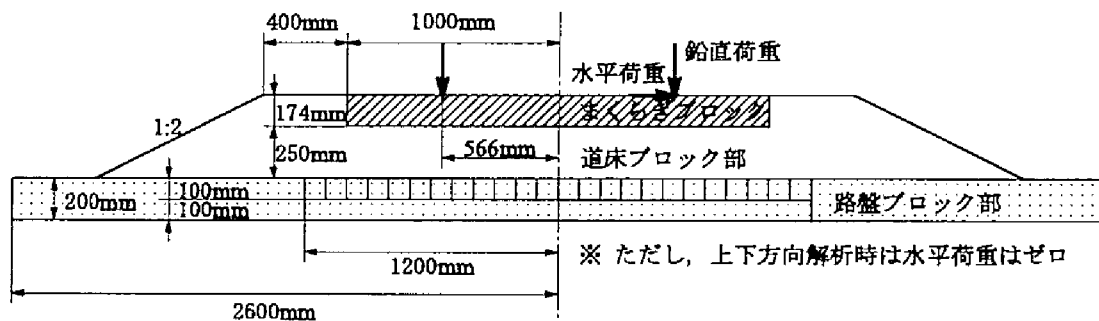 400mm 1000mm
鉛直荷重
水平荷重
174mm まくらぎブロック
1:2
250mm 566mm 道床ブロック部
100mm
200mm 路盤ブロック部
100mm
1200mm ※ ただし，上下方向解析時は水平荷重はゼロ
2600mm